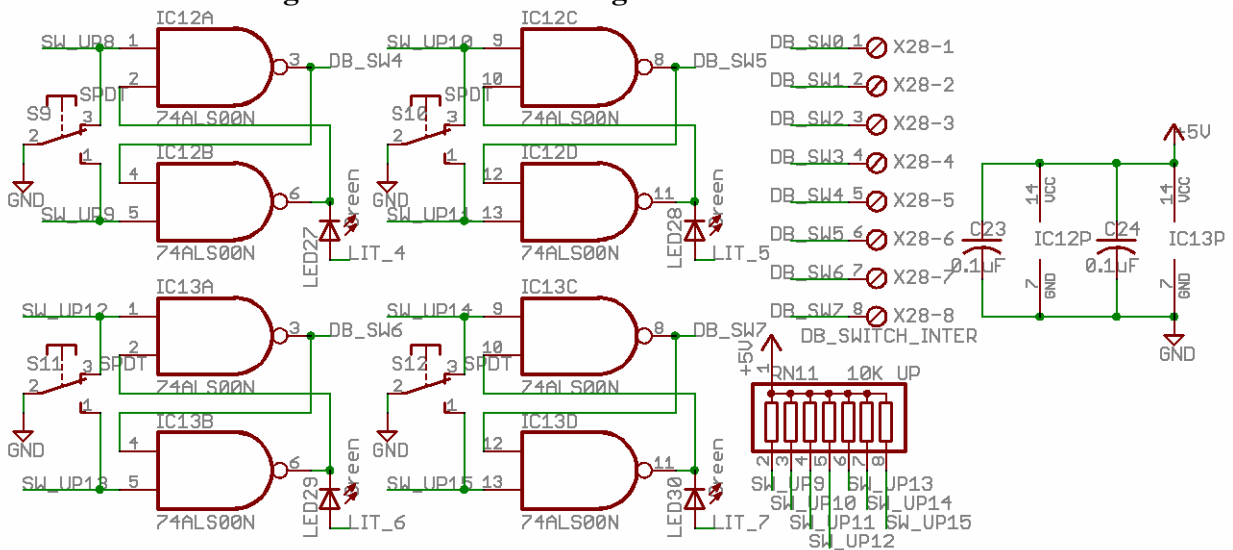 IC12A
SW_UP8
1
2
3
DB_SW4
74ALS00N
S9
SPDT
3
2
1
GND
IC12B
4
5
6
SW_UP9
74ALS00N
LED27
Green
LIT_4
IC12C
SW_UP10
9
10
8
DB_SW5
74ALS00N
S10
SPDT
3
2
1
GND
IC12D
12
13
11
SW_UP11
74ALS00N
LED28
Green
LIT_5
DB_SW0 1 X28-1
DB_SW1 2 X28-2
DB_SW2 3 X28-3
DB_SW3 4 X28-4
DB_SW4 5 X28-5
DB_SW5 6 X28-6
DB_SW6 7 X28-7
DB_SW7 8 X28-8
DB_SWITCH_INTER
+5V
C23
0.1uF
14
VCC
IC12P
7
GND
C24
0.1uF
14
VCC
IC13P
7
GND
GND
IC13A
SW_UP12
1
2
3
DB_SW6
74ALS00N
S11
SPDT
3
2
1
GND
IC13B
4
5
6
SW_UP13
74ALS00N
LED29
Green
LIT_6
IC13C
SW_UP14
9
10
8
DB_SW7
74ALS00N
S12
SPDT
3
2
1
GND
IC13D
12
13
11
SW_UP15
74ALS00N
LED30
Green
LIT_7
+5V
1
RN11 10K UP
2 3 4 5 6 7 8
SW_UP9
SW_UP10
SW_UP11
SW_UP12
SW_UP13
SW_UP14
SW_UP15